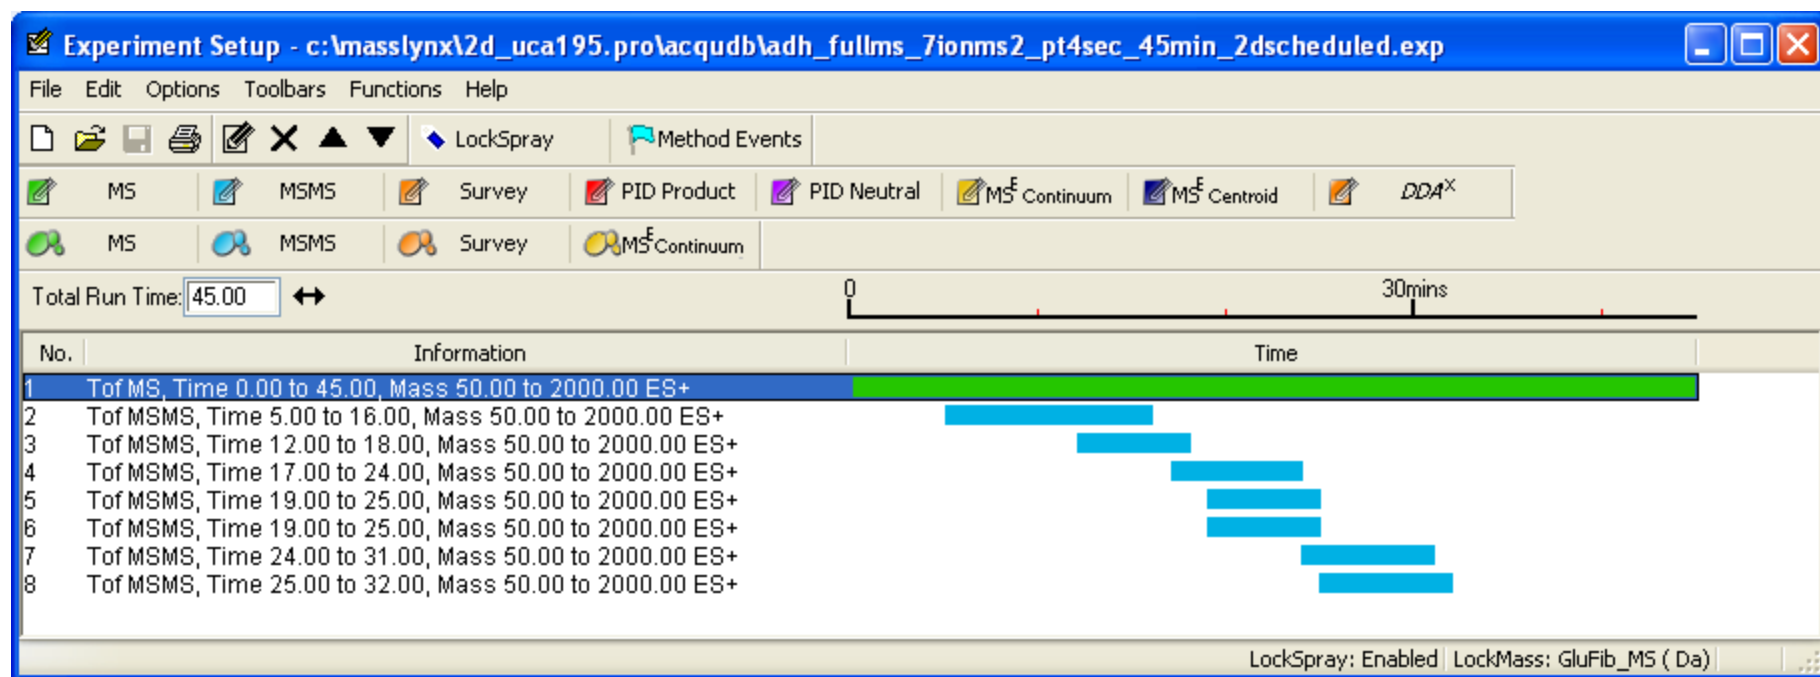 Experiment Setup - c:\masslynx\2d_uca195.pro\acqudb\adh_fullms_7ionms2_pt4sec_45min_2dscheduled.exp
File Edit Options Toolbars Functions Help
LockSpray Method Events
MS MSMS Survey PID Product PID Neutral MS^E Continuum MS^E Centroid DDA^X
MS MSMS Survey MS^E Continuum
Total Run Time: 45.00 0 30mins
No. Information Time
1 Tof MS, Time 0.00 to 45.00, Mass 50.00 to 2000.00 ES+
2 Tof MSMS, Time 5.00 to 16.00, Mass 50.00 to 2000.00 ES+
3 Tof MSMS, Time 12.00 to 18.00, Mass 50.00 to 2000.00 ES+
4 Tof MSMS, Time 17.00 to 24.00, Mass 50.00 to 2000.00 ES+
5 Tof MSMS, Time 19.00 to 25.00, Mass 50.00 to 2000.00 ES+
6 Tof MSMS, Time 19.00 to 25.00, Mass 50.00 to 2000.00 ES+
7 Tof MSMS, Time 24.00 to 31.00, Mass 50.00 to 2000.00 ES+
8 Tof MSMS, Time 25.00 to 32.00, Mass 50.00 to 2000.00 ES+
LockSpray: Enabled LockMass: GluFib_MS ( Da)